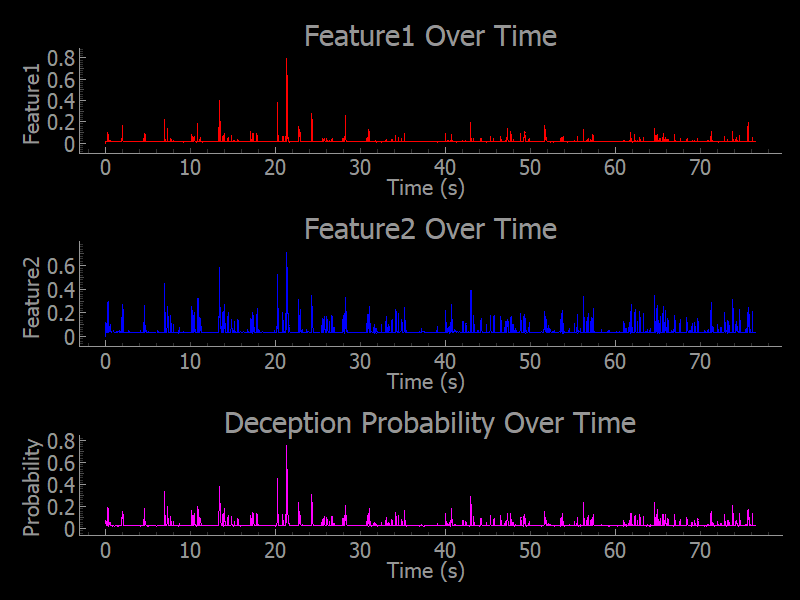 Feature1 Over Time
Feature1
0.8
0.6
0.4
0.2
0
0 10 20 30 40 50 60 70
Time (s)
Feature2 Over Time
Feature2
0.6
0.4
0.2
0
0 10 20 30 40 50 60 70
Time (s)
Deception Probability Over Time
Probability
0.8
0.6
0.4
0.2
0
0 10 20 30 40 50 60 70
Time (s)